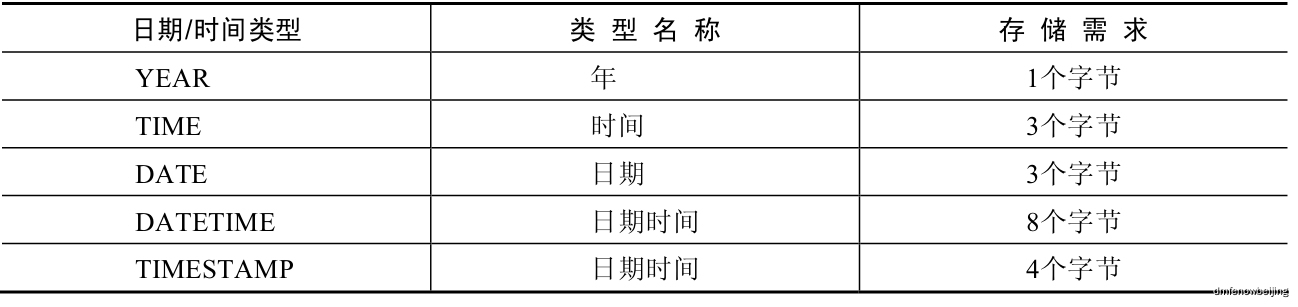 日期/时间类型 类型名称 存储需求
YEAR 年 1个字节
TIME 时间 3个字节
DATE 日期 3个字节
DATETIME 日期时间 8个字节
TIMESTAMP 日期时间 4个字节
dmfenowbeijing